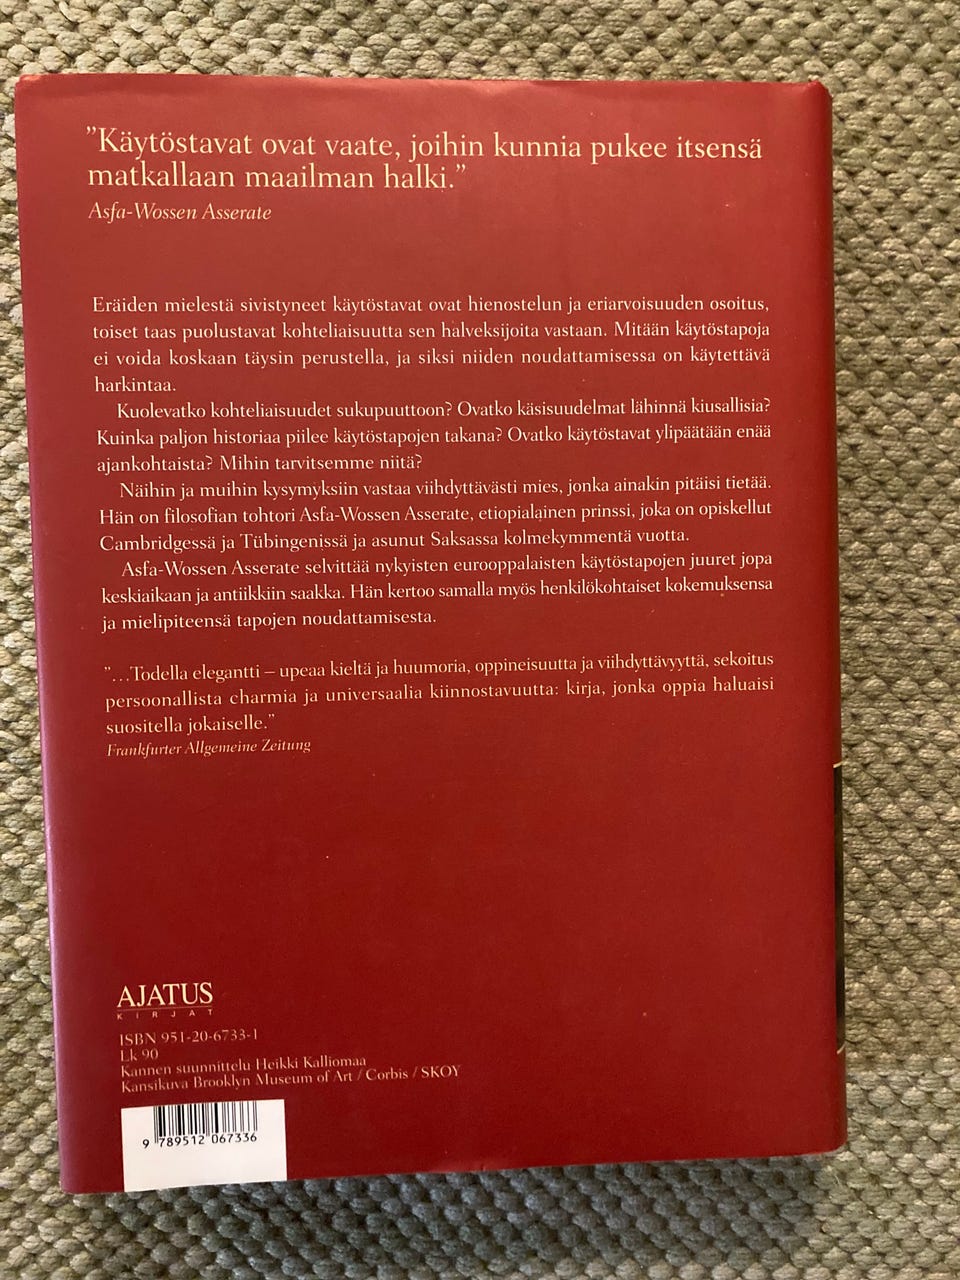 ”Käytöstavat ovat vaate, joihin kunnia pukee itsensä
matkallaan maailman halki.”
Asfa-Wossen Asserate
Eräiden mielestä sivistyneet käytöstavat ovat hienostelun ja eriarvoisuuden osoitus,
toiset taas puolustavat kohteliaisuutta sen halveksijoita vastaan. Mitään käytöstapoja
ei voida koskaan täysin perustella, ja siksi niiden noudattamisessa on käytettävä
harkintaa.
Kuolevatko kohteliaisuudet sukupuuttoon? Ovatko käsisuudelmat lähinnä kiusallisia?
Kuinka paljon historiaa piilee käytöstapojen takana? Ovatko käytöstavat ylipäätään enää
ajankohtaista? Mihin tarvitsemme niitä?
Näihin ja muihin kysymyksiin vastaa viihdyttävästi mies, jonka ainakin pitäisi tietää.
Hän on filosofian tohtori Asfa-Wossen Asserate, etiopialainen prinssi, joka on opiskellut
Cambridgessä ja Tübingenissä ja asunut Saksassa kolmekymmentä vuotta.
Asfa-Wossen Asserate selvittää nykyisten eurooppalaisten käytöstapojen juuret jopa
keskiaikaan ja antiikkiin saakka. Hän kertoo samalla myös henkilökohtaiset kokemuksensa
ja mielipiteensä tapojen noudattamisesta.
”…Todella elegantti – upeaa kieltä ja huumoria, oppineisuutta ja viihdyttävyyttä, sekoitus
persoonallista charmia ja universaalia kiinnostavuutta: kirja, jonka oppia haluaisi
suositella jokaiselle.”
Frankfurter Allgemeine Zeitung
AJATUS
KIRJAT
ISBN 951-20-6733-1
Lk 90
Kannen suunnittelu Heikki Kalliomaa
Kansikuva Brooklyn Museum of Art / Corbis / SKOY
9 789512 067336